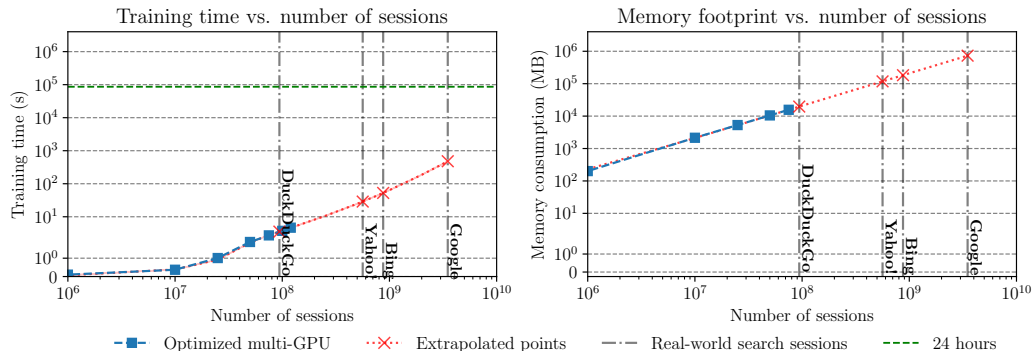 Training time vs. number of sessions
Training time (s)
10^6
10^5
10^4
10^3
10^2
10^1
10^0
0
DuckDuckGo
Yahoo!
Bing
Google
10^6 10^7 10^8 10^9 10^10
Number of sessions
Memory footprint vs. number of sessions
Memory consumption (MB)
10^6
10^5
10^4
10^3
10^2
10^1
10^0
0
DuckDuckGo
Yahoo!
Bing
Google
10^6 10^7 10^8 10^9 10^10
Number of sessions
Optimized multi-GPU Extrapolated points Real-world search sessions 24 hours